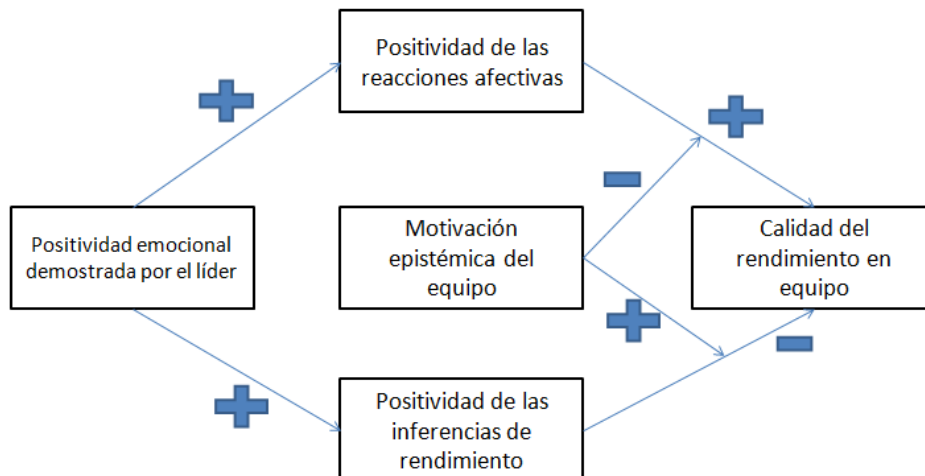 Positividad de las
reacciones afectivas
Positividad emocional
demostrada por el líder
Motivación
epistémica del
equipo
Calidad del
rendimiento en
equipo
Positividad de las
inferencias de
rendimiento